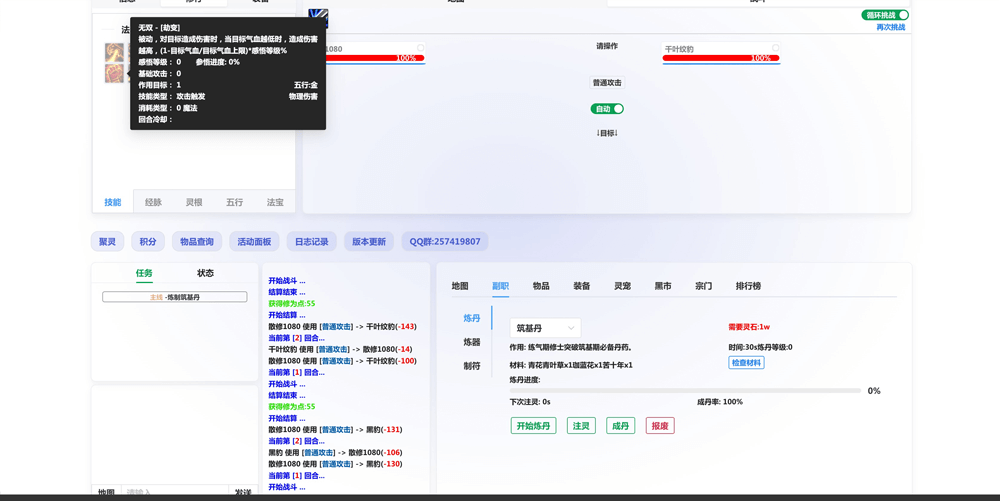 无双 - [劫变]
被动，对目标造成伤害时，当目标气血越低时，造成伤害
越高，(1-目标气血/目标气血上限)*感悟等级%
感悟等级： 0 参悟进度: 0%
基础攻击： 0
作用目标： 1 五行:金
技能类型： 攻击触发 物理伤害
消耗类型： 0 魔法
回合冷却：
法
技能 经脉 灵根 五行 法宝
循环挑战
再次挑战
1080
100%
请操作
普通攻击
自动
↓目标↓
千叶纹豹
100%
聚灵 积分 物品查询 活动面板 日志记录 版本更新 QQ群:257419807
任务 状态
主线 -炼制筑基丹
地图 请输入 发送
开始战斗 ...
结算结束 ...
获得修为点:55
开始结算 ...
散修1080 使用 [普通攻击] -> 千叶纹豹(-143)
当前第 [2] 回合...
千叶纹豹 使用 [普通攻击] -> 散修1080(-14)
散修1080 使用 [普通攻击] -> 千叶纹豹(-100)
当前第 [1] 回合...
开始战斗 ...
结算结束 ...
获得修为点:55
开始结算 ...
散修1080 使用 [普通攻击] -> 黑豹(-131)
当前第 [2] 回合...
黑豹 使用 [普通攻击] -> 散修1080(-106)
散修1080 使用 [普通攻击] -> 黑豹(-130)
当前第 [1] 回合...
开始战斗 ...
地图 副职 物品 装备 灵宠 黑市 宗门 排行榜
炼丹
炼器
制符
筑基丹
需要灵石:1w
作用: 练气期修士突破筑基期必备丹药。
时间:30s炼丹等级:0
材料: 青花青叶草x1伽蓝花x1苦十年x1
检查材料
炼丹进度:
0%
下次注灵: 0s 成丹率: 100%
开始炼丹 注灵 成丹 报废